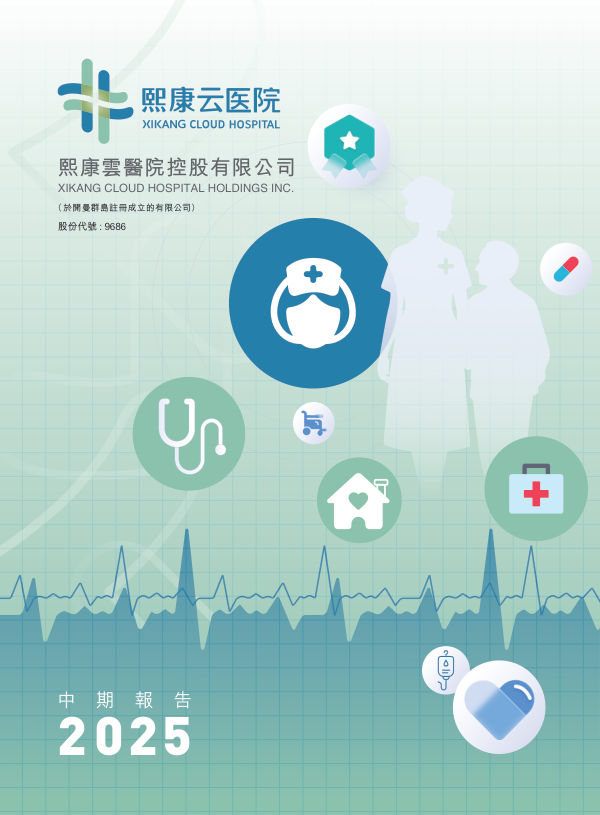 熙康云医院
XIKANG CLOUD HOSPITAL
熙康雲醫院控股有限公司
XIKANG CLOUD HOSPITAL HOLDINGS INC.
(於開曼群島註冊成立的有限公司)
股份代號 : 9686
中期報告
2025